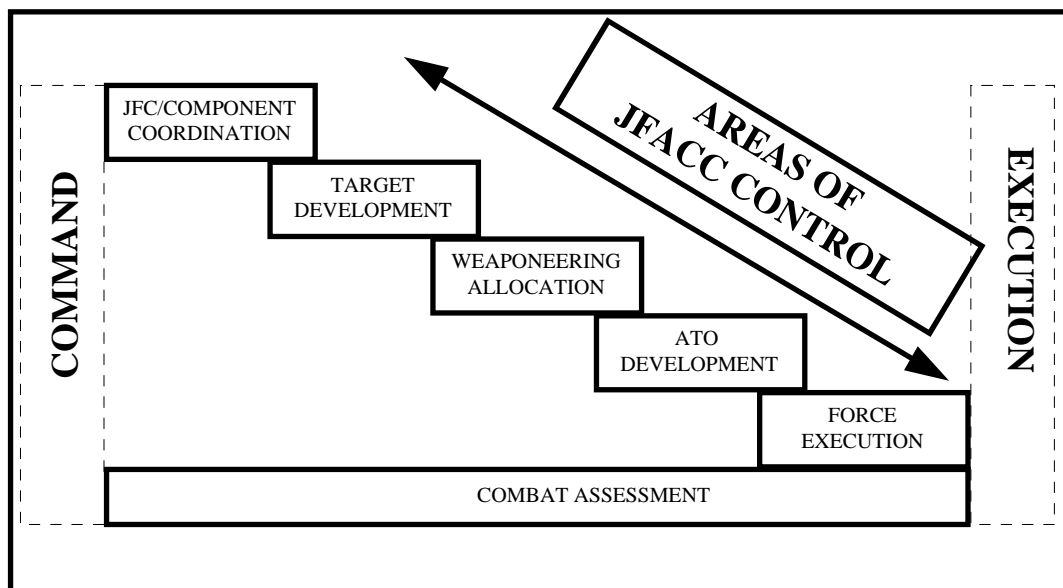 AREAS OF
JFACC CONTROL
COMMAND
JFC/COMPONENT
COORDINATION
TARGET
DEVELOPMENT
WEAPONEERING
ALLOCATION
ATO
DEVELOPMENT
FORCE
EXECUTION
COMBAT ASSESSMENT
EXECUTION